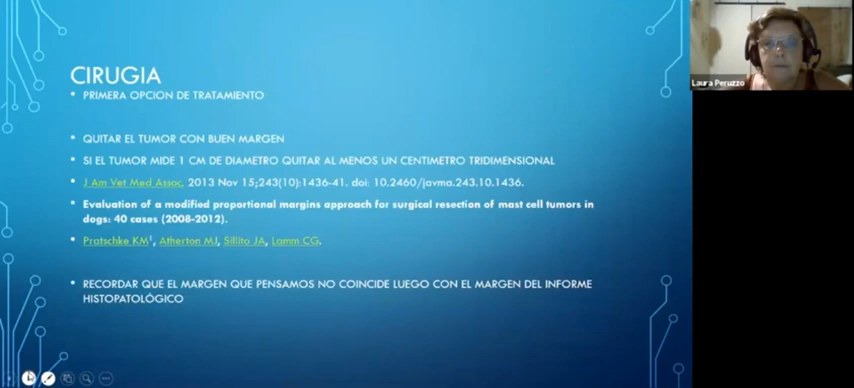 CIRUGIA
• PRIMERA OPCION DE TRATAMIENTO
• QUITAR EL TUMOR CON BUEN MARGEN
• SI EL TUMOR MIDE 1 CM DE DIAMETRO QUITAR AL MENOS UN CENTIMETRO TRIDIMENSIONAL
• J Am Vet Med Assoc. 2013 Nov 15;243(10):1436-41. doi: 10.2460/javma.243.10.1436.
• Evaluation of a modified proportional margins approach for surgical resection of mast cell tumors in
dogs: 40 cases (2008-2012).
• Pratschke KM¹, Atherton MJ, Sillito JA, Lamm CG.
• RECORDAR QUE EL MARGEN QUE PENSAMOS NO COINCIDE LUEGO CON EL MARGEN DEL INFORME
HISTOPATOLÓGICO
Laura Peruzzo